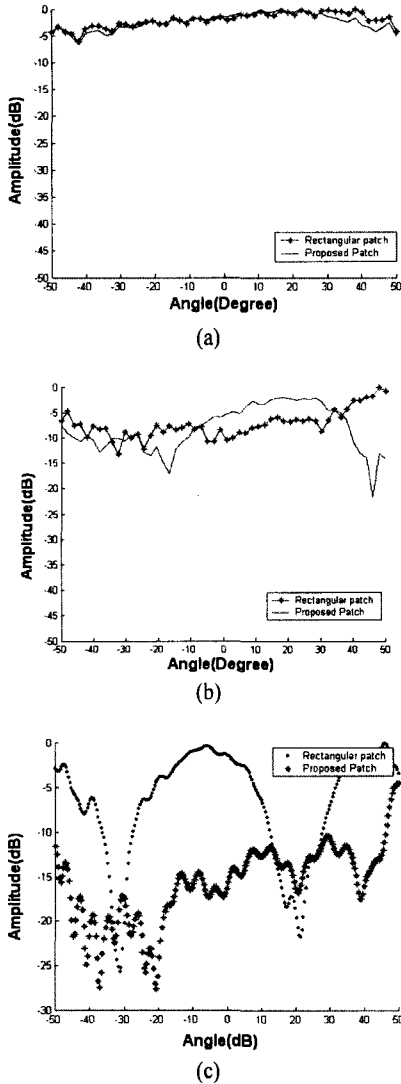 0
-5
-10
-15
-20
-25
-30
-35
-40
-45
-50
Amplitude(dB)
Rectangular patch
Proposed Patch
-50 -40 -30 -20 -10 0 10 20 30 40 50
Angle(Degree)
(a)
0
-5
-10
-15
-20
-25
-30
-35
-40
-45
-50
Amplitude(dB)
Rectangular patch
Proposed Patch
-50 -40 -30 -20 -10 0 10 20 30 40 50
Angle(Degree)
(b)
0
Rectangular patch
Proposed Patch
-5
-10
-15
-20
-25
-30
Amplitude(dB)
-50 -40 -30 -20 -10 0 10 20 30 40 50
Angle(dB)
(c)